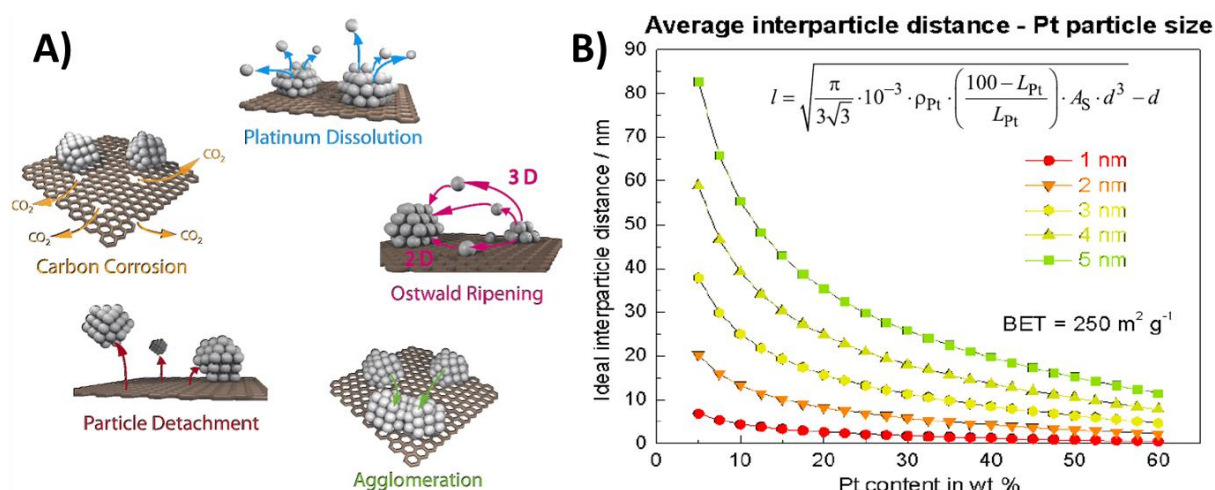 A)
Platinum Dissolution
CO2
CO2
CO2
CO2
Carbon Corrosion
3D
2D
Ostwald Ripening
Particle Detachment
Agglomeration
B)
Average interparticle distance - Pt particle size
l = √(π/(3√3) · 10⁻³ · ρPt · ((100 − LPt)/LPt) · AS · d³) − d
1 nm
2 nm
3 nm
4 nm
5 nm
BET = 250 m² g⁻¹
Ideal interparticle distance / nm
90
80
70
60
50
40
30
20
10
0
0 10 20 30 40 50 60
Pt content in wt %